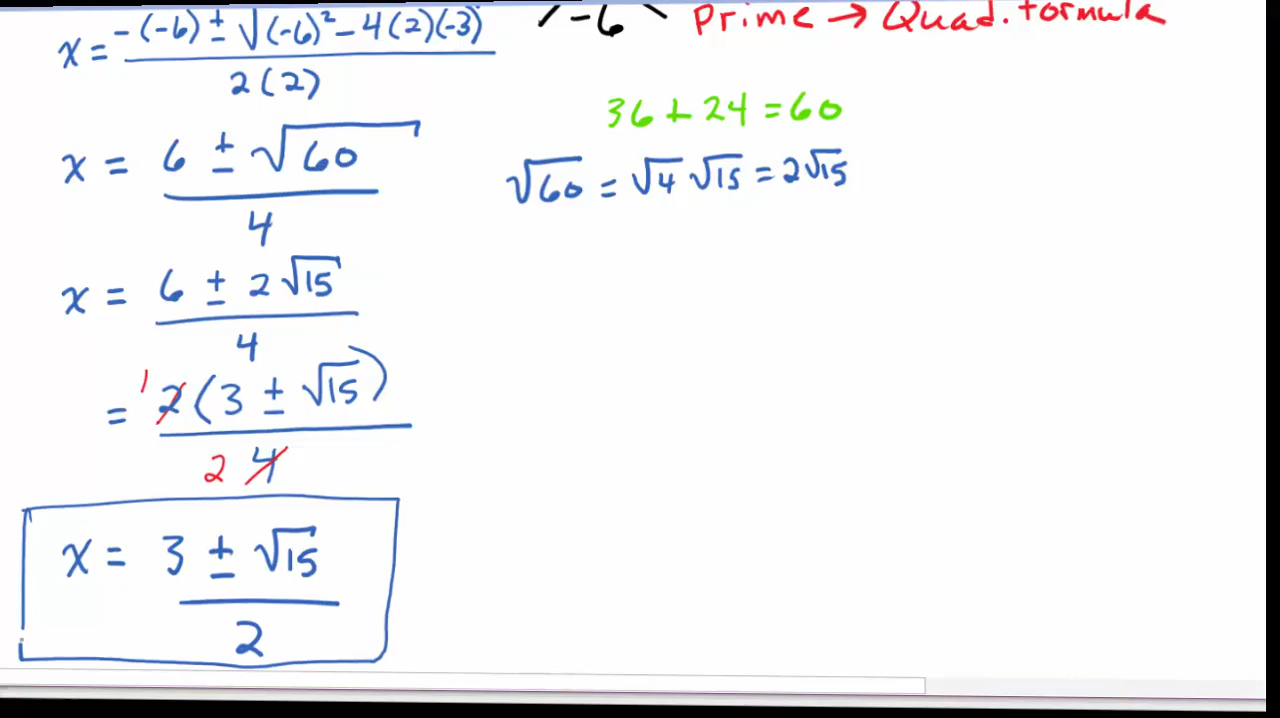 x = -(-6) ± √(-6)² - 4(2)(-3) / 2(2)
-6
Prime → Quad. formula
36 + 24 = 60
x = 6 ± √60 / 4
√60 = √4 √15 = 2√15
x = 6 ± 2√15 / 4
= 1 2(3 ± √15) / 2 4
x = 3 ± √15 / 2